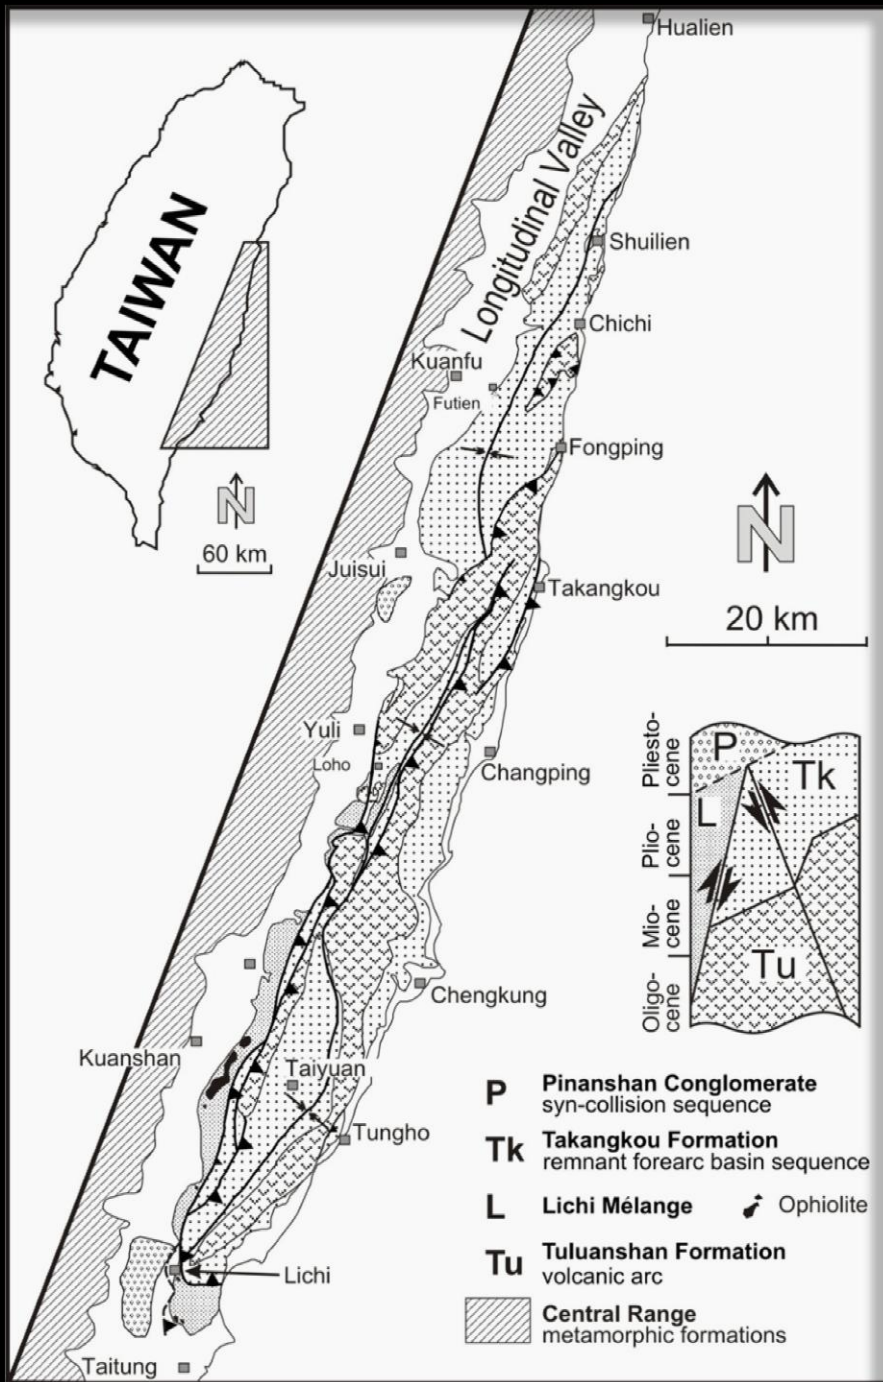 Hualien
Longitudinal Valley
TAIWAN
Shuilien
Chichi
Kuanfu
Futien
Fongping
N
60 km
N
Juisui
Takangkou
20 km
Yuli
Loho
Changping
Pliesto-
cene
P
Tk
L
Plio-
cene
Mio-
cene
Tu
Oligo-
cene
Chengkung
Kuanshan
Taiyuan
Tungho
P Pinanshan Conglomerate
syn-collision sequence
Tk Takangkou Formation
remnant forearc basin sequence
L Lichi Mélange Ophiolite
Tu Tuluanshan Formation
volcanic arc
Lichi
Central Range
metamorphic formations
Taitung